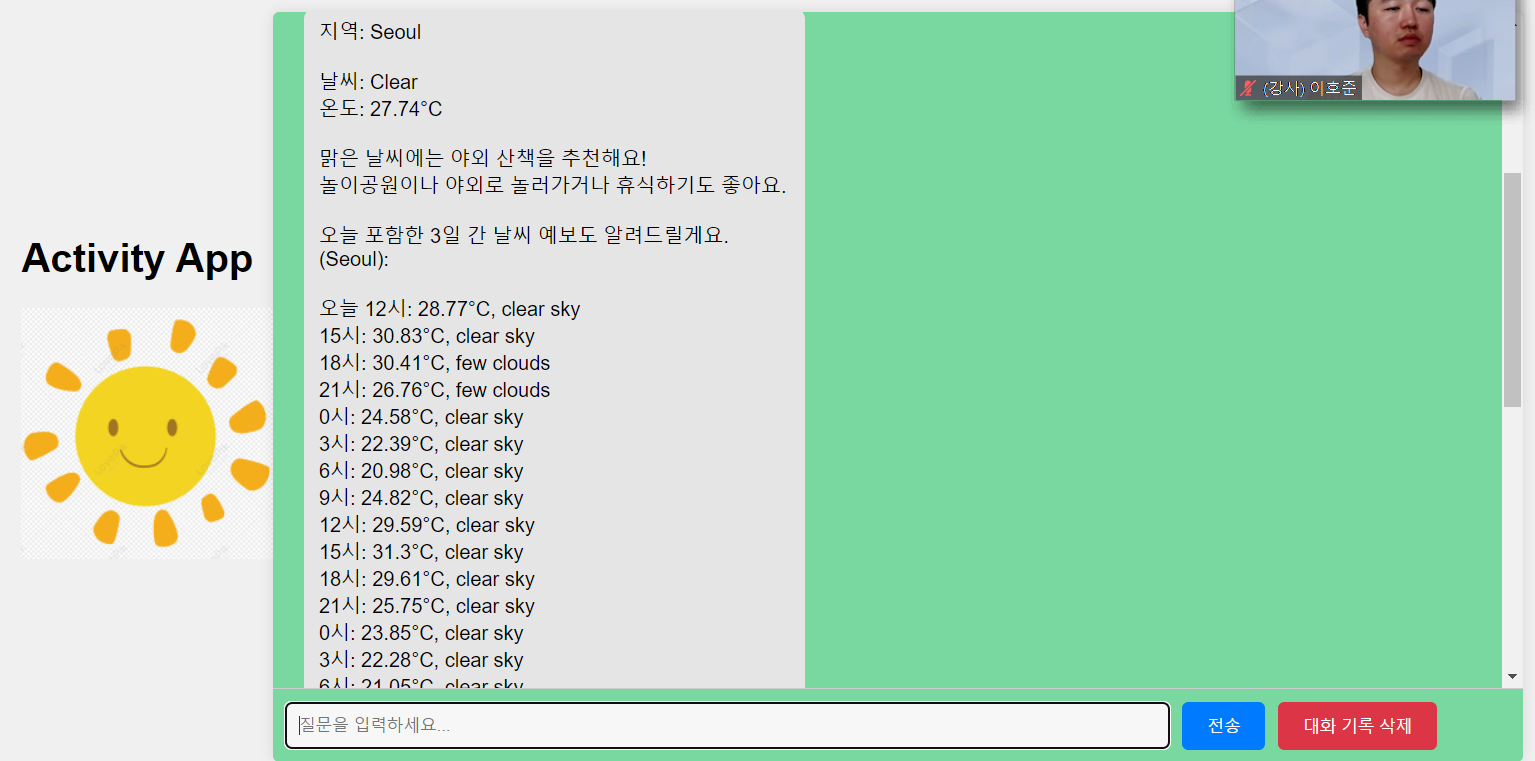 지역: Seoul
날씨: Clear
온도: 27.74°C
맑은 날씨에는 야외 산책을 추천해요!
놀이공원이나 야외로 놀러가거나 휴식하기도 좋아요.
오늘 포함한 3일 간 날씨 예보도 알려드릴게요.
(Seoul):
오늘 12시: 28.77°C, clear sky
15시: 30.83°C, clear sky
18시: 30.41°C, few clouds
21시: 26.76°C, few clouds
0시: 24.58°C, clear sky
3시: 22.39°C, clear sky
6시: 20.98°C, clear sky
9시: 24.82°C, clear sky
12시: 29.59°C, clear sky
15시: 31.3°C, clear sky
18시: 29.61°C, clear sky
21시: 25.75°C, clear sky
0시: 23.85°C, clear sky
3시: 22.28°C, clear sky
6시: 21.05°C, clear sky
Activity App
(강사) 이호준
질문을 입력하세요...
전송
대화 기록 삭제